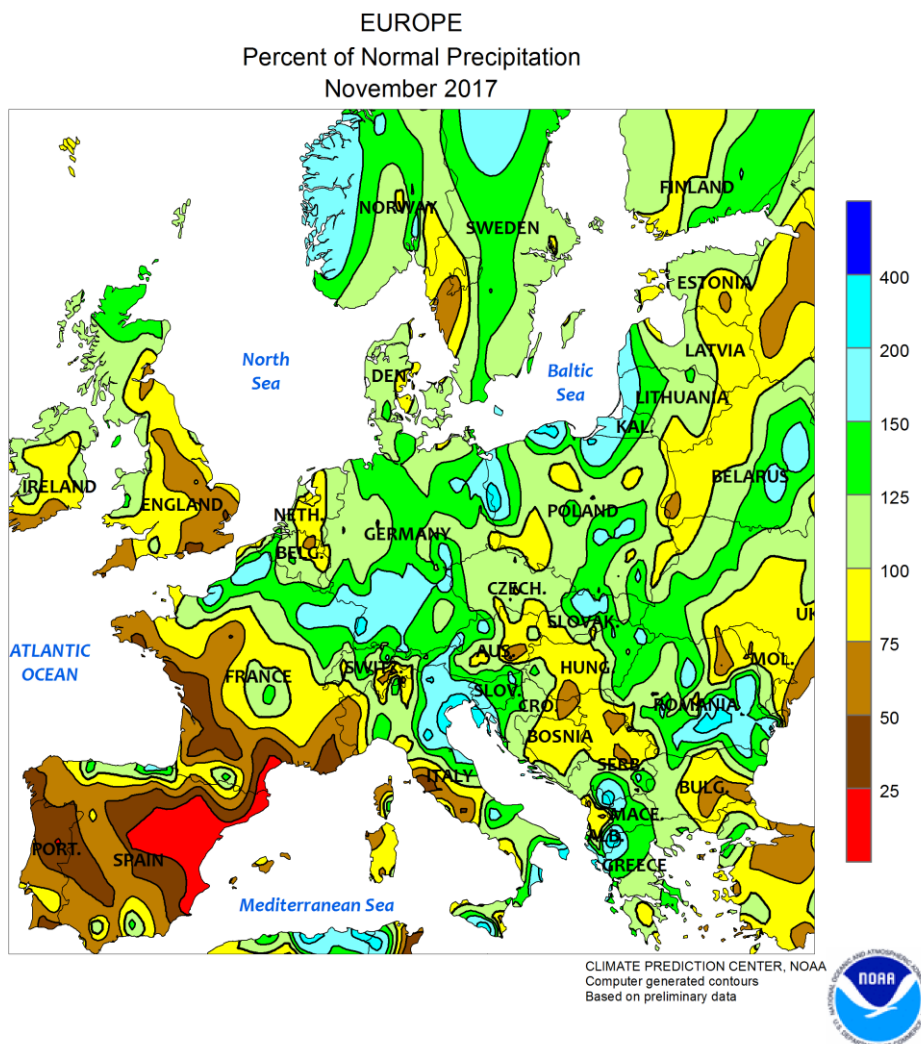 EUROPE
Percent of Normal Precipitation
November 2017
FINLAND
NORWAY
SWEDEN
ESTONIA
North
Sea
Baltic
Sea
DEN.
LATVIA
LITHUANIA
KAL.
IRELAND
ENGLAND
NETH.
BELG.
GERMANY
POLAND
BELARUS
CZECH.
SLOVAK.
UK
ATLANTIC
OCEAN
FRANCE
SWITZ.
AUS.
HUNG.
MOL.
SLOV.
CRO.
ROMANIA
BOSNIA
ITALY
SERB.
BULG.
MACE.
ALB.
GREECE
PORT.
SPAIN
Mediterranean Sea
400
200
150
125
100
75
50
25
CLIMATE PREDICTION CENTER, NOAA
Computer generated contours
Based on preliminary data
NOAA